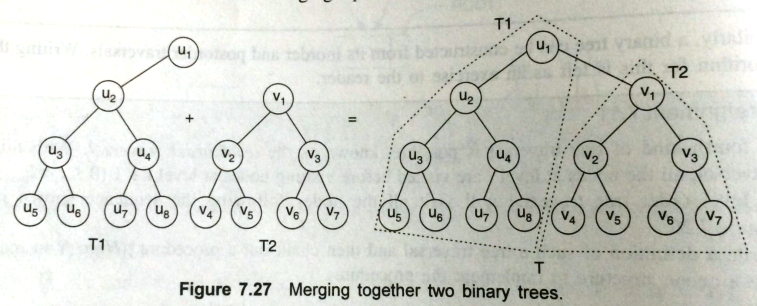 T1
u1
u1
T2
u2
v1
u2
v1
+
=
u3 u4 v2 v3 u3 u4 v2 v3
u5 u6 u7 u8 v4 v5 v6 v7 u5 u6 u7 u8 v4 v5 v6 v7
T1 T2
T
Figure 7.27 Merging together two binary trees.